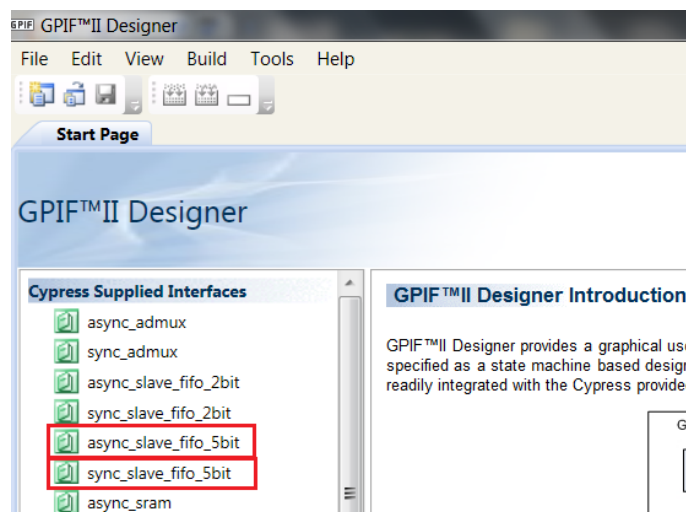 GPIF GPIF™II Designer
File Edit View Build Tools Help
Start Page
GPIF™II Designer
Cypress Supplied Interfaces
async_admux
sync_admux
async_slave_fifo_2bit
sync_slave_fifo_2bit
async_slave_fifo_5bit
sync_slave_fifo_5bit
async_sram
GPIF™II Designer Introduction
GPIF™II Designer provides a graphical use
specified as a state machine based desig
readily integrated with the Cypress provide
G